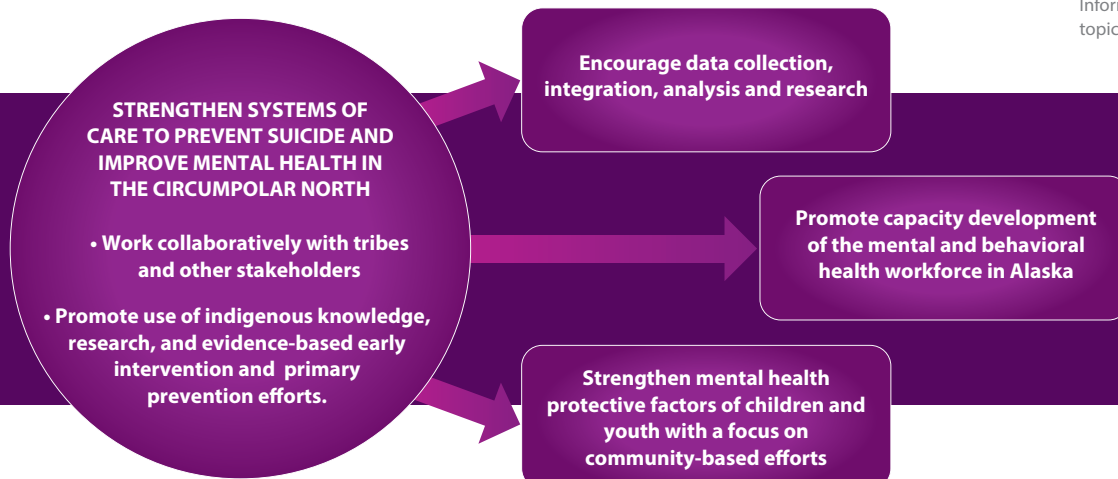 STRENGTHEN SYSTEMS OF
CARE TO PREVENT SUICIDE AND
IMPROVE MENTAL HEALTH IN
THE CIRCUMPOLAR NORTH
• Work collaboratively with tribes
and other stakeholders
• Promote use of indigenous knowledge,
research, and evidence-based early
intervention and primary
prevention efforts.
Encourage data collection,
integration, analysis and research
Promote capacity development
of the mental and behavioral
health workforce in Alaska
Strengthen mental health
protective factors of children and
youth with a focus on
community-based efforts